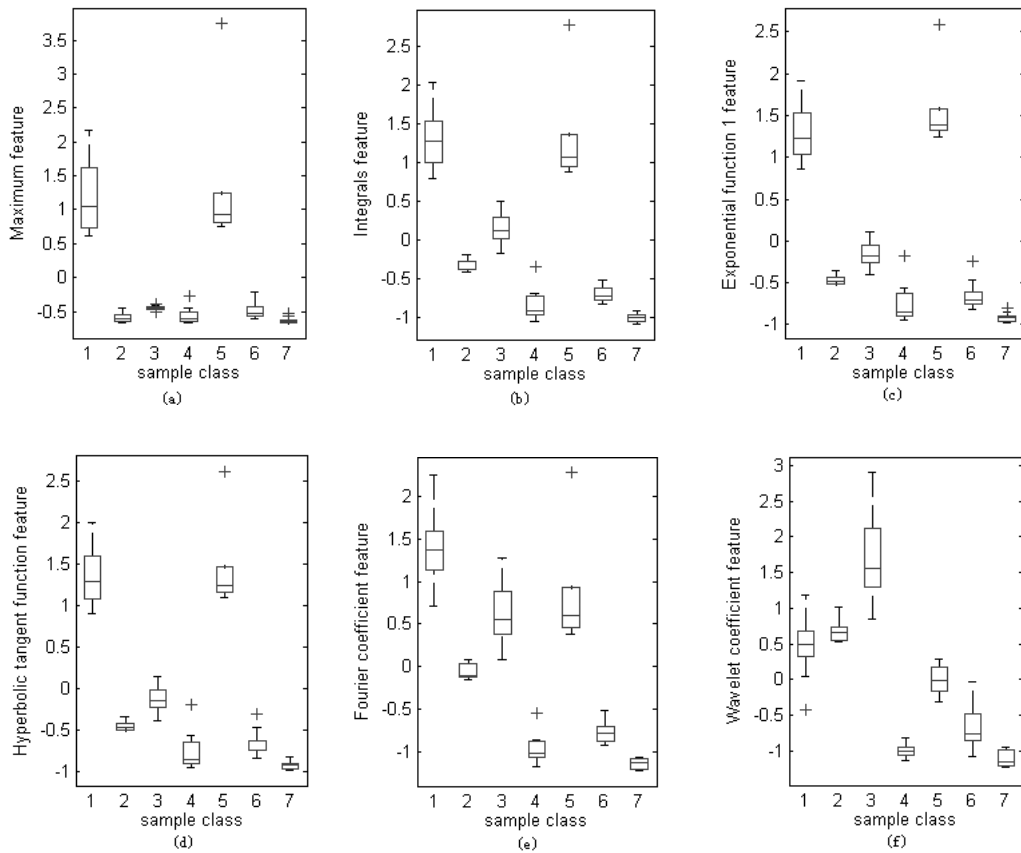 Maximum feature
3.5
3
2.5
2
1.5
1
0.5
0
-0.5
1 2 3 4 5 6 7
sample class
(a)
Integrals feature
2.5
2
1.5
1
0.5
0
-0.5
-1
1 2 3 4 5 6 7
sample class
(b)
Exponential function 1 feature
2.5
2
1.5
1
0.5
0
-0.5
-1
1 2 3 4 5 6 7
sample class
(c)
Hyperbolic tangent function feature
2.5
2
1.5
1
0.5
0
-0.5
-1
1 2 3 4 5 6 7
sample class
(d)
Fourier coefficient feature
2
1.5
1
0.5
0
-0.5
-1
1 2 3 4 5 6 7
sample class
(e)
Wavelet coefficient feature
3
2.5
2
1.5
1
0.5
0
-0.5
-1
1 2 3 4 5 6 7
sample class
(f)